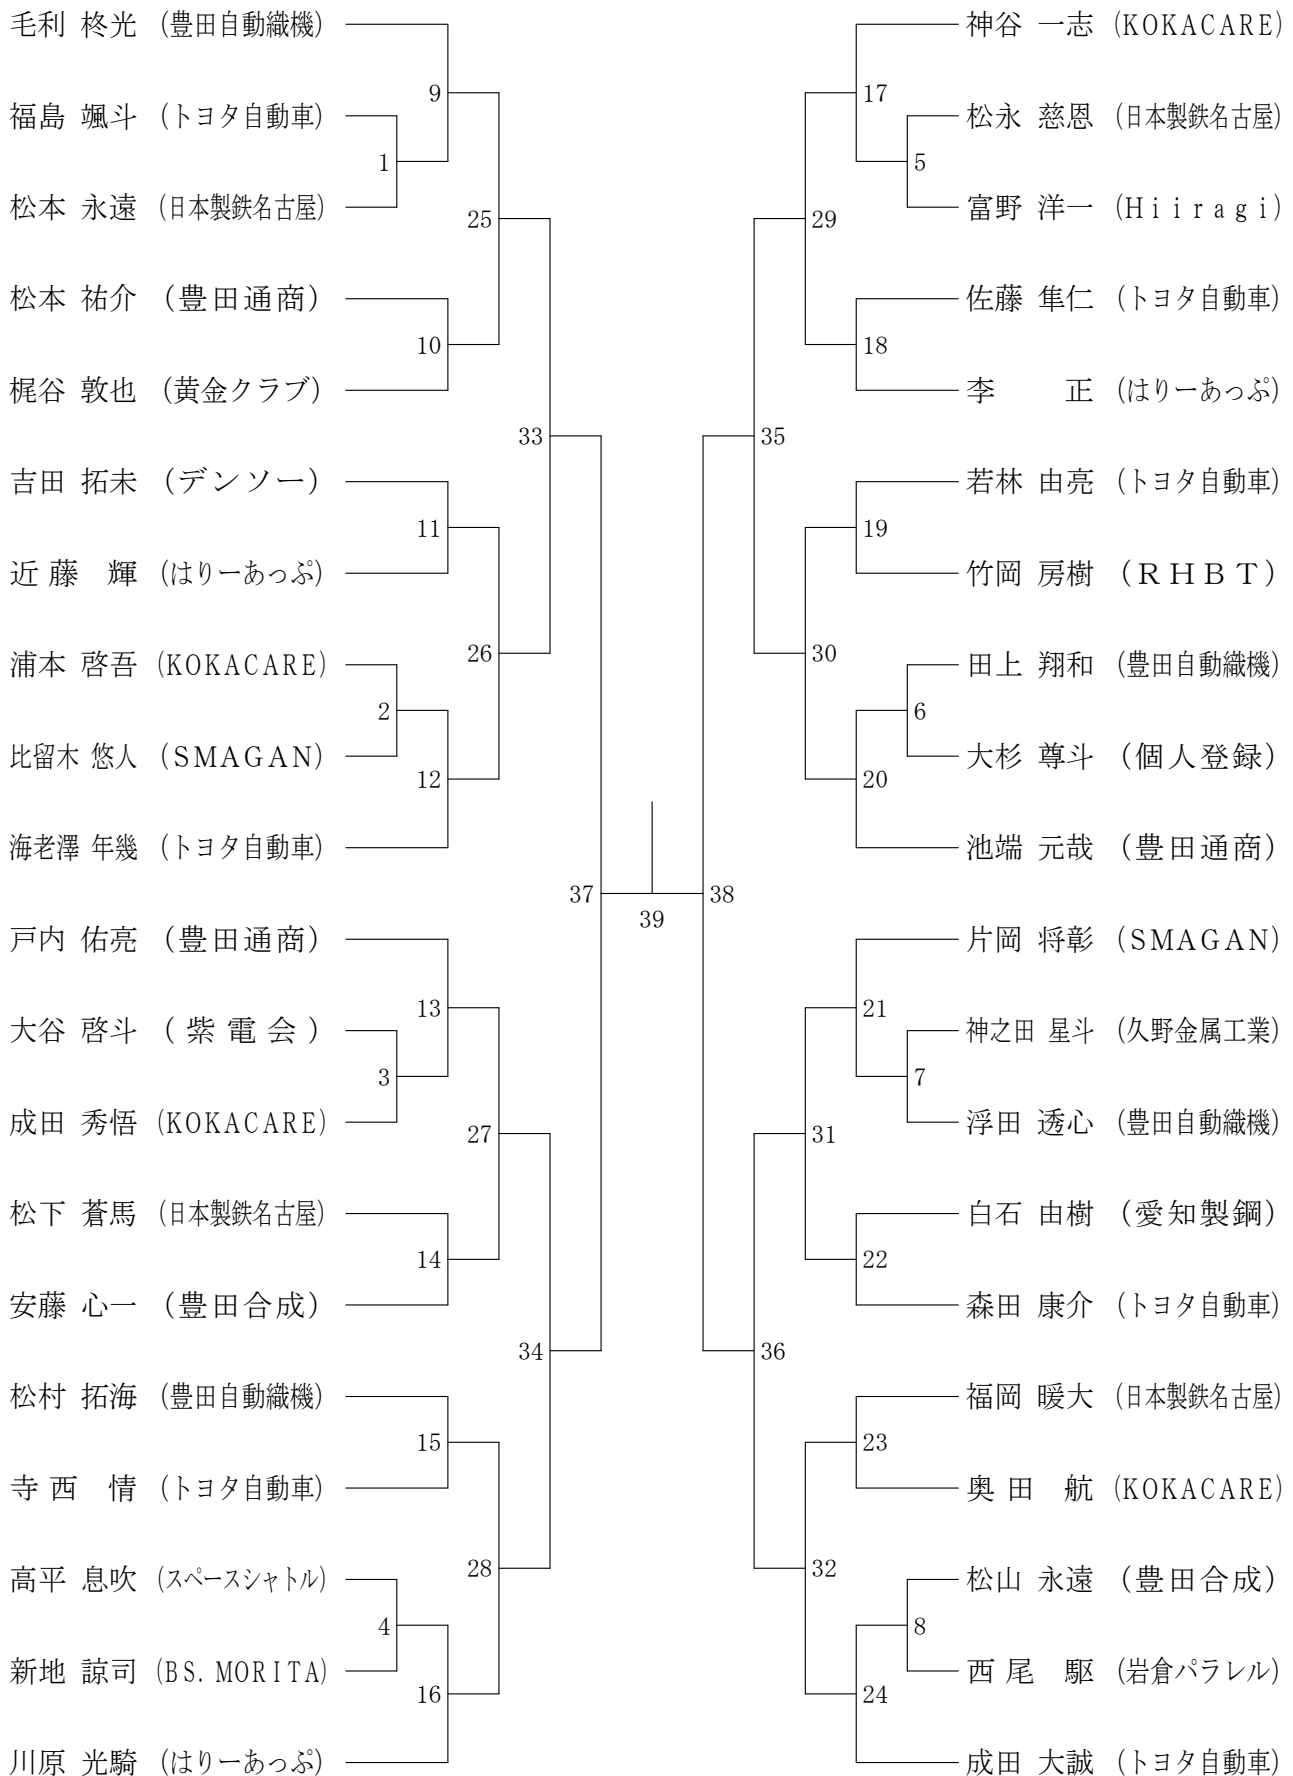 毛利 柊光 (豊田自動織機)
福島 颯斗 (トヨタ自動車)
松本 永遠 (日本製鉄名古屋)
松本 祐介 (豊田通商)
梶谷 敦也 (黄金クラブ)
吉田 拓未 (デンソー)
近藤 輝 (はりーあっぷ)
浦本 啓吾 (KOKACARE)
比留木 悠人 (SMAGAN)
海老澤 年幾 (トヨタ自動車)
戸内 佑亮 (豊田通商)
大谷 啓斗 (紫電会)
成田 秀悟 (KOKACARE)
松下 蒼馬 (日本製鉄名古屋)
安藤 心一 (豊田合成)
松村 拓海 (豊田自動織機)
寺西 情 (トヨタ自動車)
高平 息吹 (スペースシャトル)
新地 諒司 (BS.MORITA)
川原 光騎 (はりーあっぷ)
1
2
3
4
9
10
11
12
13
14
15
16
25
26
27
28
33
34
37
39
38
35
36
29
30
31
32
17
18
19
20
21
22
23
24
5
6
7
8
神谷 一志 (KOKACARE)
松永 慈恩 (日本製鉄名古屋)
富野 洋一 (Hiiragi)
佐藤 隼仁 (トヨタ自動車)
李 正 (はりーあっぷ)
若林 由亮 (トヨタ自動車)
竹岡 房樹 (RHBT)
田上 翔和 (豊田自動織機)
大杉 尊斗 (個人登録)
池端 元哉 (豊田通商)
片岡 将彰 (SMAGAN)
神之田 星斗 (久野金属工業)
浮田 透心 (豊田自動織機)
白石 由樹 (愛知製鋼)
森田 康介 (トヨタ自動車)
福岡 暖大 (日本製鉄名古屋)
奥田 航 (KOKACARE)
松山 永遠 (豊田合成)
西尾 駆 (岩倉パラレル)
成田 大誠 (トヨタ自動車)